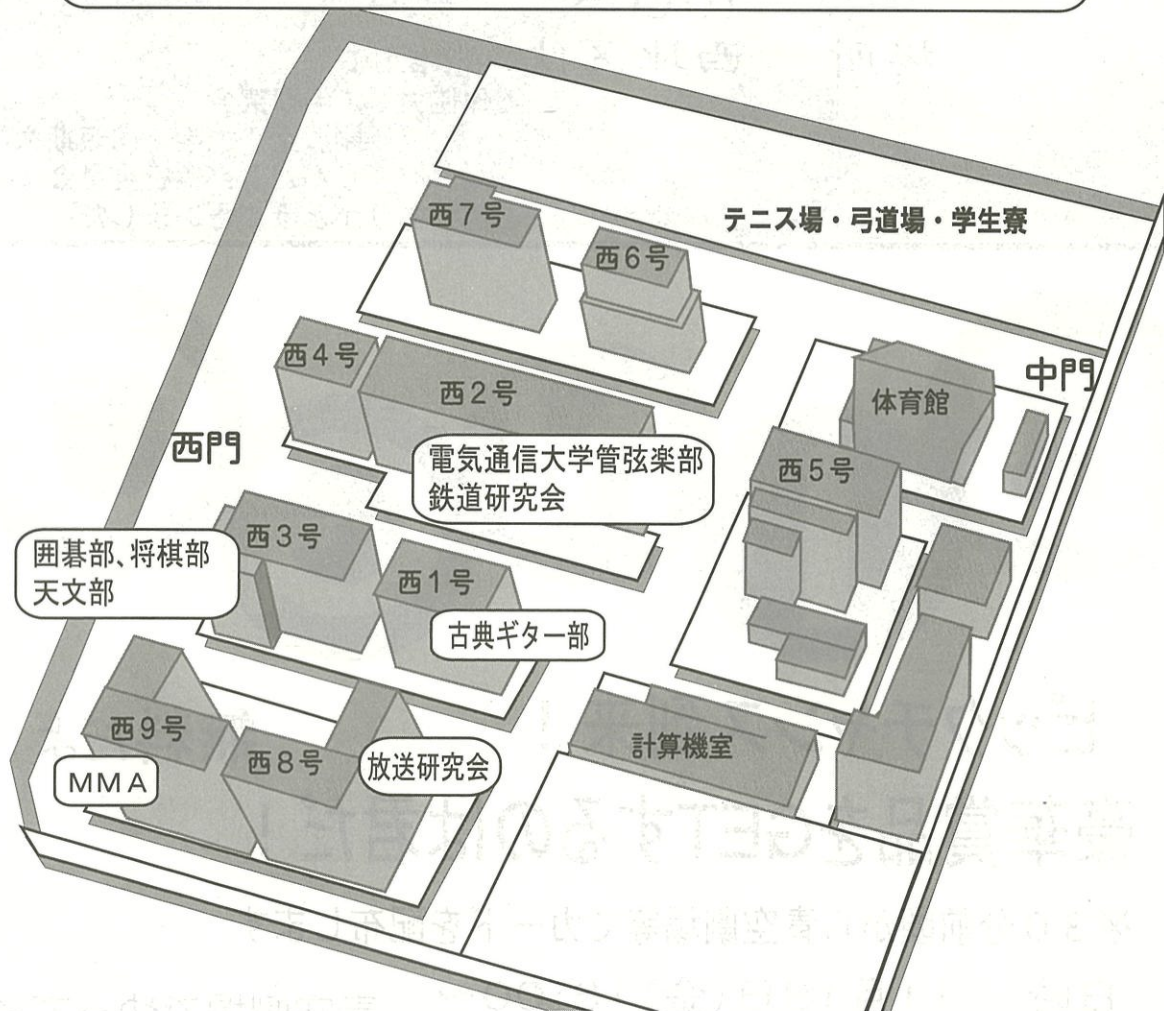 テニス場・弓道場・学生寮
西7号
西6号
西4号
西2号
体育館
中門
西門
電気通信大学管弦楽部
鉄道研究会
西5号
囲碁部、将棋部
天文部
西3号
西1号
古典ギター部
西9号
西8号
放送研究会
MMA
計算機室